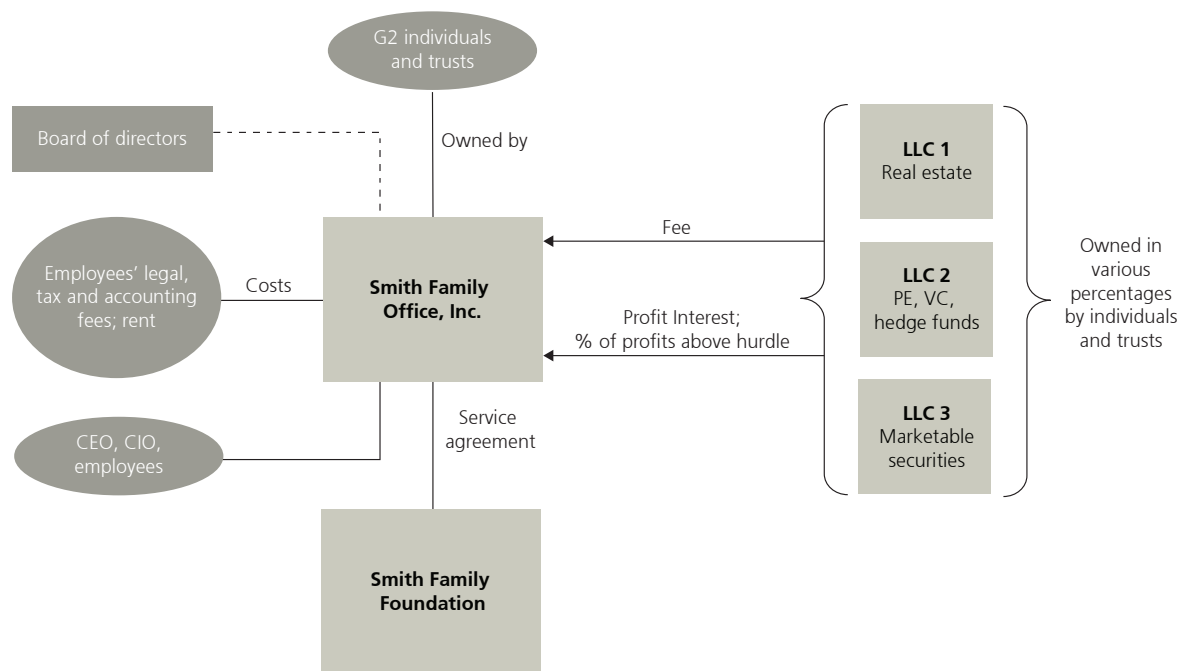 G2 individuals
and trusts
Board of directors
Owned by
LLC 1
Real estate
Fee
Employees’ legal,
tax and accounting
fees; rent
Costs
Smith Family
Office, Inc.
LLC 2
PE, VC,
hedge funds
Owned in
various
percentages
by individuals
and trusts
Profit Interest;
% of profits above hurdle
LLC 3
Marketable
securities
CEO, CIO,
employees
Service
agreement
Smith Family
Foundation